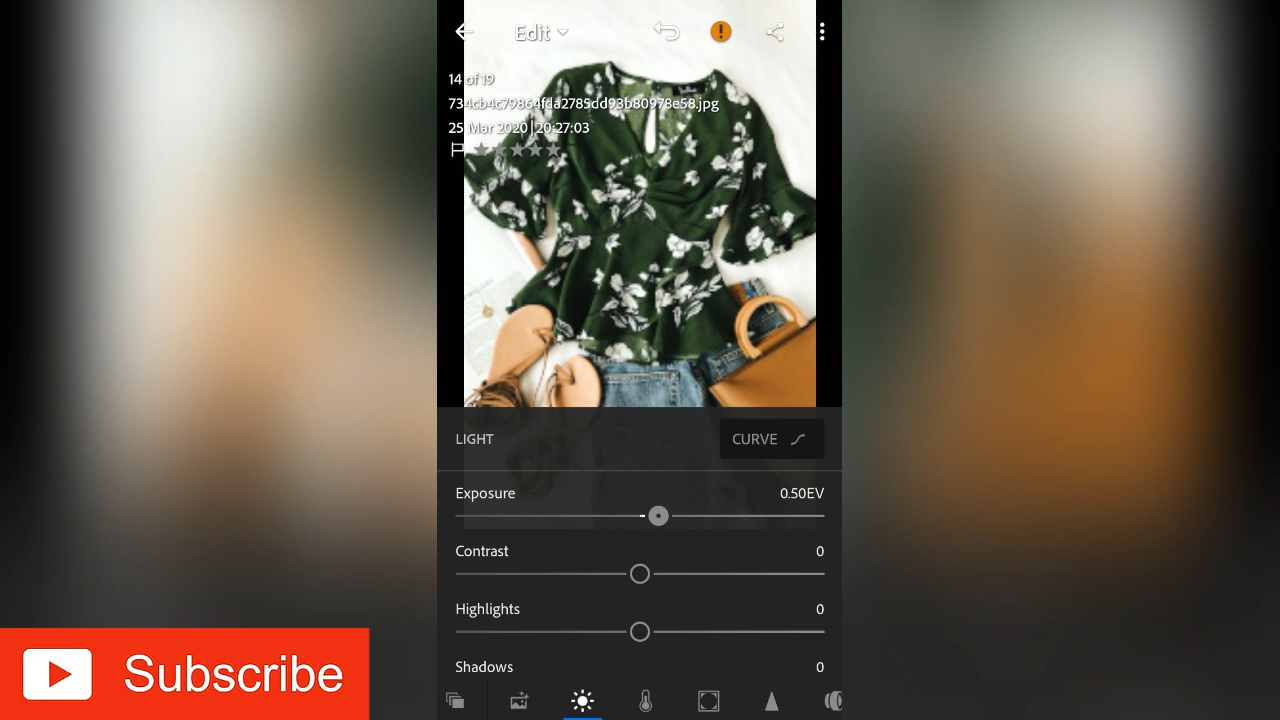 Edit
14 of 19
734cb4c79864fda2785dd93b80978e58.jpg
25 Mar 2020 | 20:27:03
LIGHT
CURVE
Exposure
0.50EV
Contrast
0
Highlights
0
Shadows
0
Subscribe